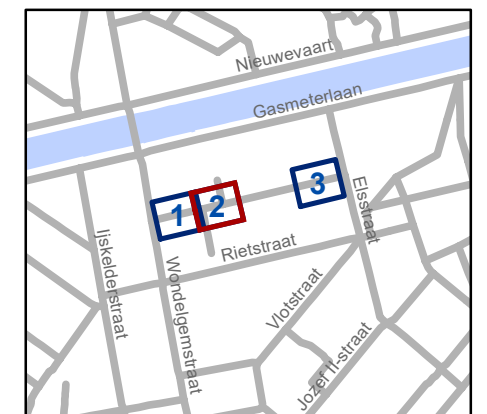 Nieuwevaart
Gasmeterlaan
1
2
3
Elsstraat
Rietstraat
Ijskelderstraat
Wondelgemstraat
Vlotstraat
Jozef II-straat